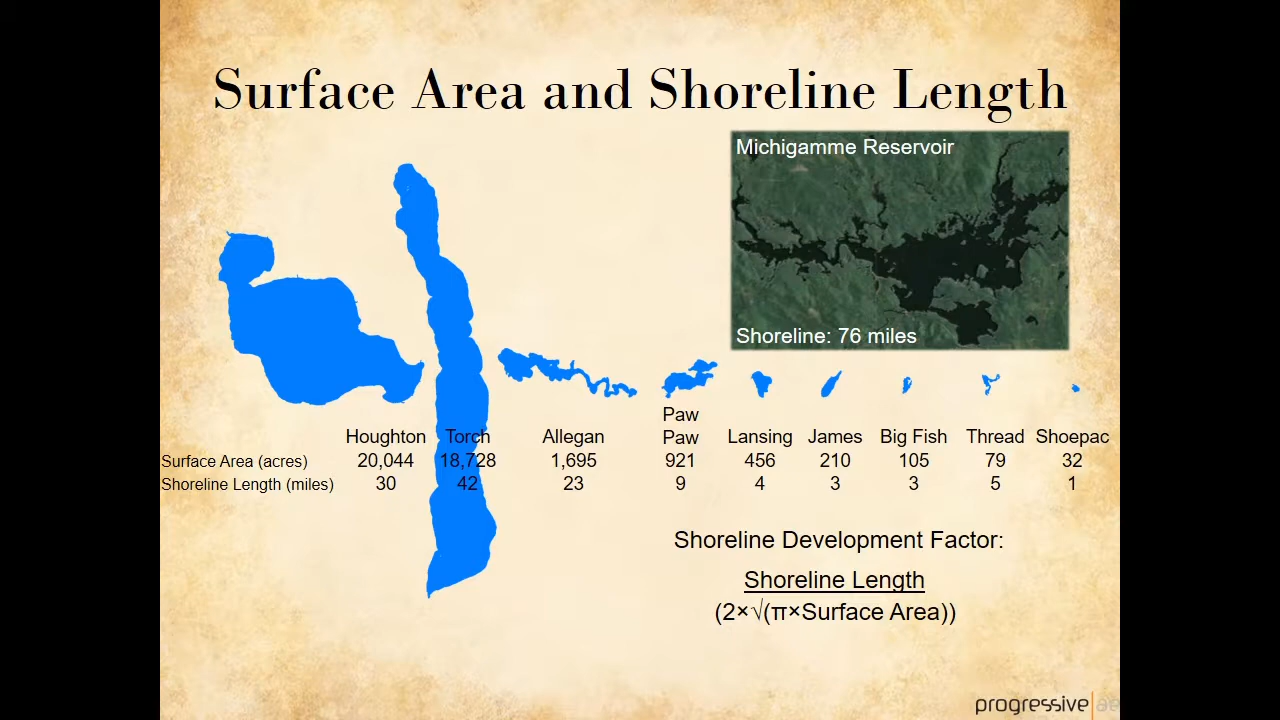 Surface Area and Shoreline Length
Michigamme Reservoir
Shoreline: 76 miles
Houghton Torch Allegan Paw Paw Lansing James Big Fish Thread Shoepac
Surface Area (acres) 20,044 18,728 1,695 921 456 210 105 79 32
Shoreline Length (miles) 30 42 23 9 4 3 3 5 1
Shoreline Development Factor:
Shoreline Length
(2×√(π×Surface Area))
progressive|ae